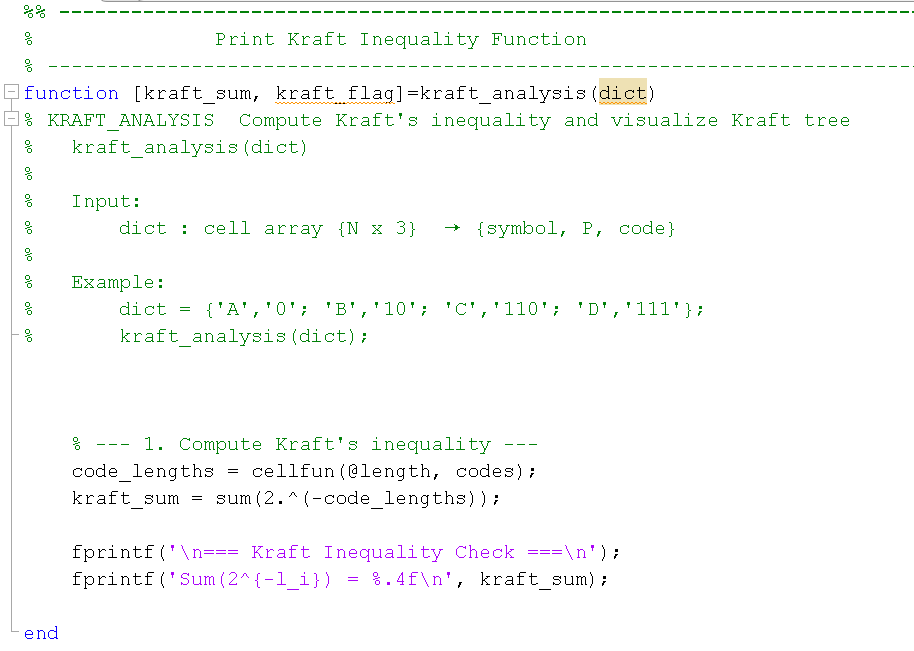 %% ------------------------------------------------------------------------
%               Print Kraft Inequality Function
% -------------------------------------------------------------------------
function [kraft_sum, kraft_flag]=kraft_analysis(dict)
% KRAFT_ANALYSIS  Compute Kraft's inequality and visualize Kraft tree
%   kraft_analysis(dict)
%
%   Input:
%       dict : cell array {N x 3}  → {symbol, P, code}
%
%   Example:
%       dict = {'A','0'; 'B','10'; 'C','110'; 'D','111'};
%       kraft_analysis(dict);
    % --- 1. Compute Kraft's inequality ---
    code_lengths = cellfun(@length, codes);
    kraft_sum = sum(2.^(-code_lengths));
    fprintf('\n=== Kraft Inequality Check ===\n');
    fprintf('Sum(2^{-l_i}) = %.4f\n', kraft_sum);
end